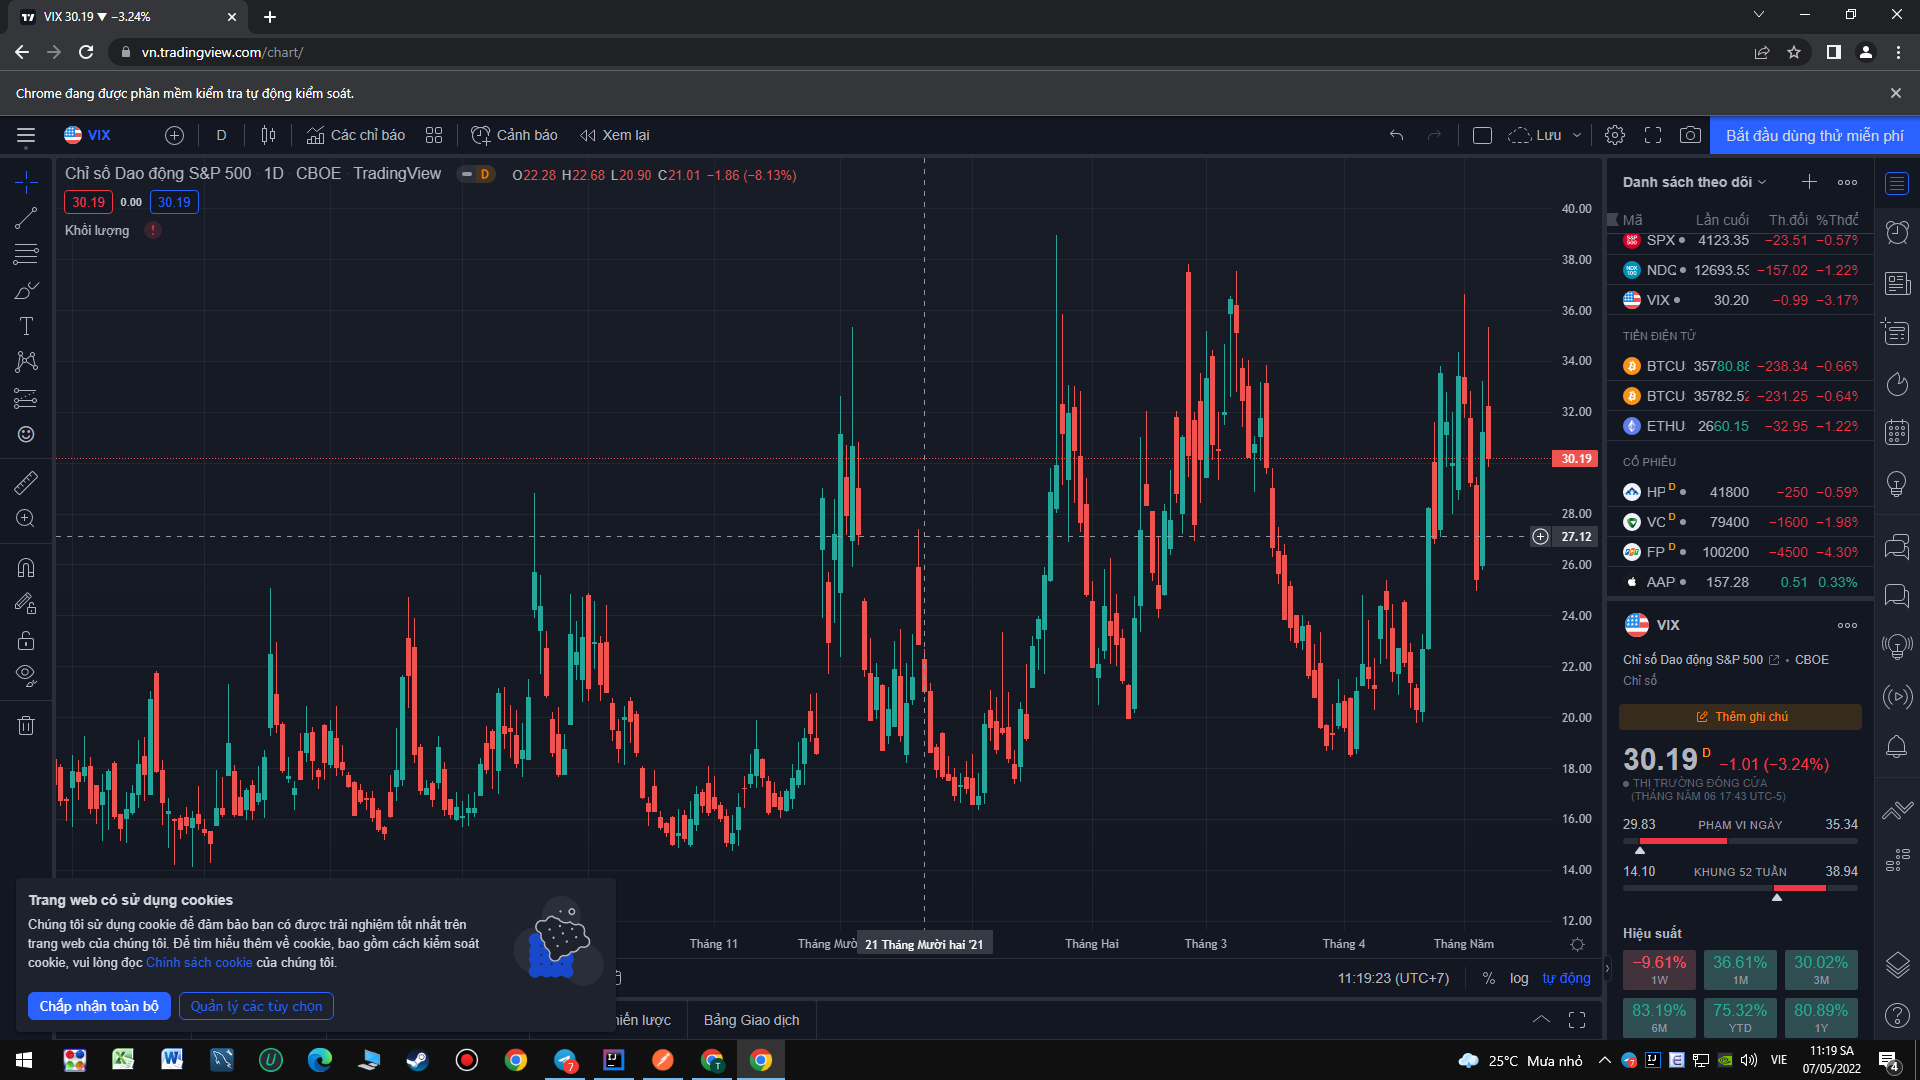 VIX 30.19 ▼ −3.24%
vn.tradingview.com/chart/
Chrome đang được phần mềm kiểm tra tự động kiểm soát.
VIX
D
Các chỉ báo
Cảnh báo
Xem lại
Lưu
Bắt đầu dùng thử miễn phí
Chỉ số Dao động S&P 500 1D CBOE TradingView
D
O22.28 H22.68 L20.90 C21.01 −1.86 (−8.13%)
30.19 0.00 30.19
Khối lượng !
40.00
38.00
36.00
34.00
32.00
30.19
28.00
27.12
26.00
24.00
22.00
20.00
18.00
16.00
14.00
12.00
Tháng 11
Tháng Mườ
21 Tháng Mười hai '21
Tháng Hai
Tháng 3
Tháng 4
Tháng Năm
11:19:23 (UTC+7)
%
log
tự động
hiến lược
Bảng Giao dịch
Trang web có sử dụng cookies
Chúng tôi sử dụng cookie để đảm bảo bạn có được trải nghiệm tốt nhất trên
trang web của chúng tôi. Để tìm hiểu thêm về cookie, bao gồm cách kiểm soát
cookie, vui lòng đọc Chính sách cookie của chúng tôi.
Chấp nhận toàn bộ
Quản lý các tùy chọn
Danh sách theo dõi
Mã Lần cuối Th.đổi %Thđổ
SPX 4123.35 −23.51 −0.57%
NDQ 12693.53 −157.02 −1.22%
VIX 30.20 −0.99 −3.17%
TIỀN ĐIỆN TỬ
BTCU 35780.88 −238.34 −0.66%
BTCU 35782.52 −231.25 −0.64%
ETHU 2660.15 −32.95 −1.22%
CỔ PHIẾU
HP D 41800 −250 −0.59%
VC D 79400 −1600 −1.98%
FP D 100200 −4500 −4.30%
AAP 157.28 0.51 0.33%
VIX
Chỉ số Dao động S&P 500 • CBOE
Chỉ số
Thêm ghi chú
30.19 D −1.01 (−3.24%)
THỊ TRƯỜNG ĐÓNG CỬA
(THÁNG NĂM 06 17:43 UTC-5)
29.83 PHẠM VI NGÀY 35.34
14.10 KHUNG 52 TUẦN 38.94
Hiệu suất
−9.61% 36.61% 30.02%
1W 1M 3M
83.19% 75.32% 80.89%
6M YTD 1Y
25°C Mưa nhỏ
VIE
11:19 SA
07/05/2022
4